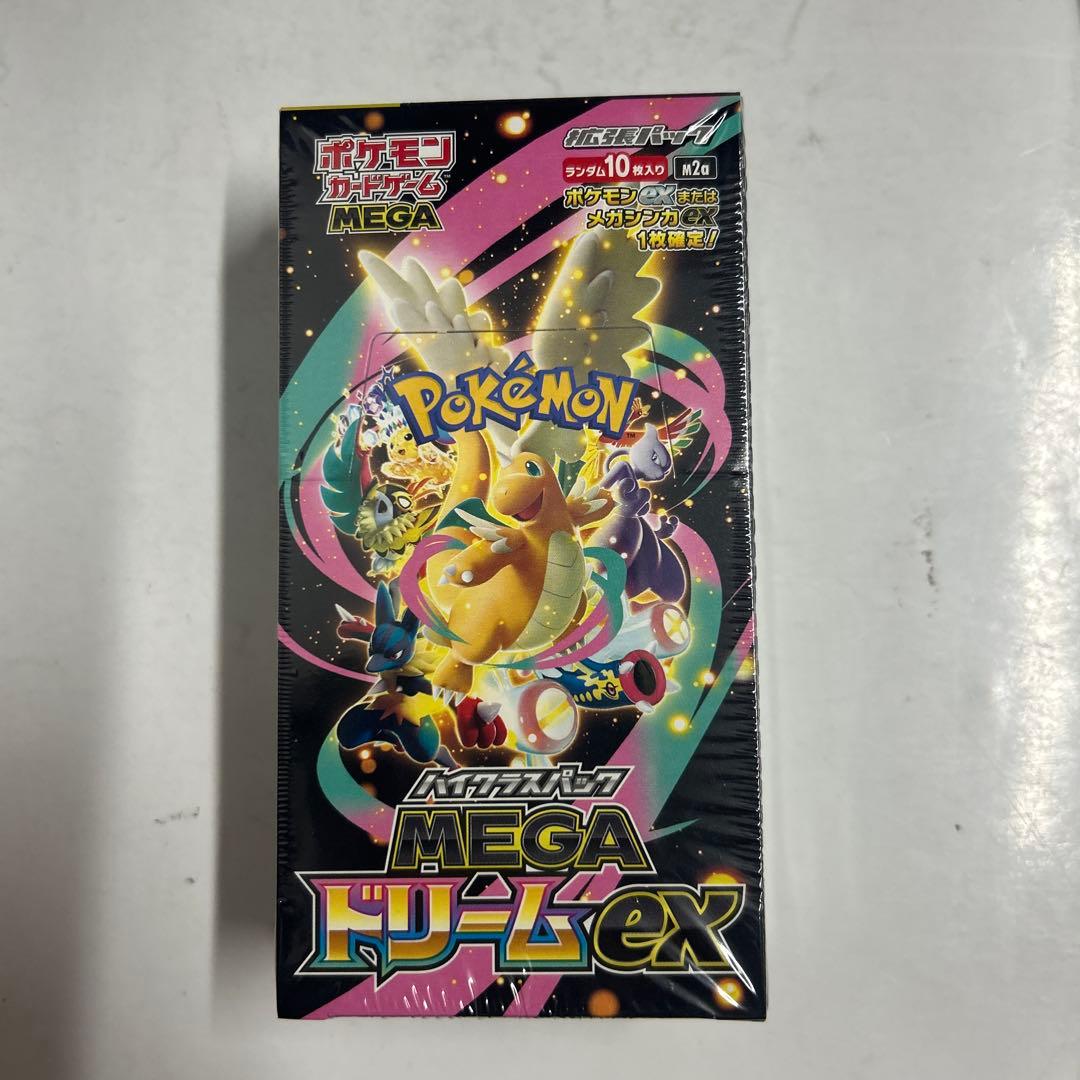 ポケモン
カードゲーム
MEGA
拡張パック
ランダム10枚入り M2a
ポケモンexまたは
メガシンカex
1枚確定!
POKÉMON
TM
ハイクラスパック
MEGA
ドリームex